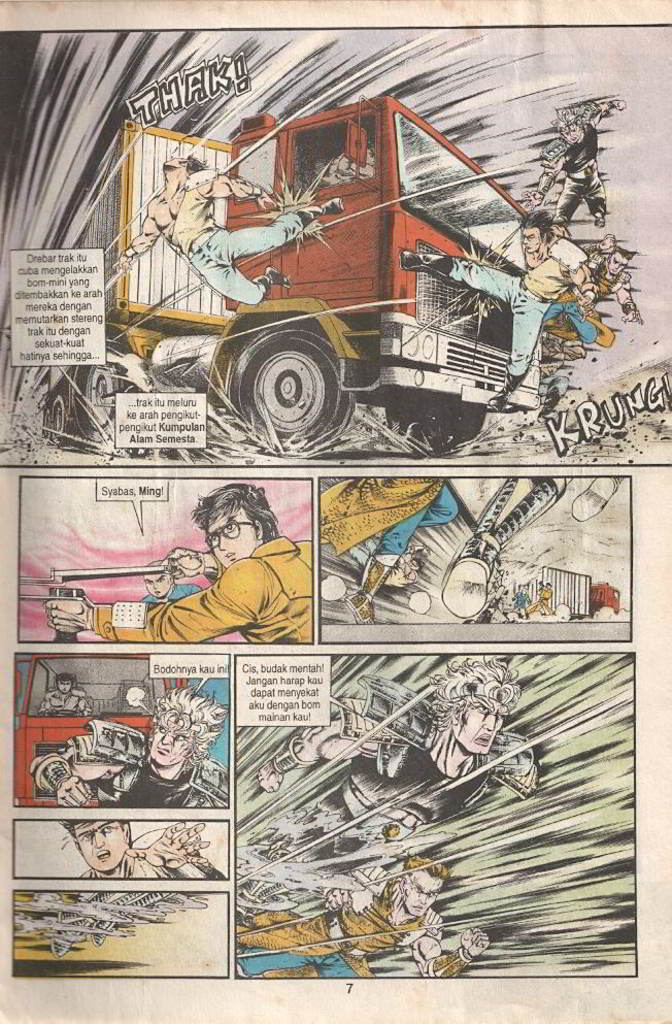 THAK!
Drebar trak itu
cuba mengelakkan
bom-mini yang
ditembakkan ke arah
mereka dengan
memutarkan stereng
trak itu dengan
sekuat-kuat
hatinya sehingga...
...trak itu meluru
ke arah pengikut-
pengikut Kumpulan
Alam Semesta.
KRUNG!
Syabas, Ming!
Bodohnya kau ini!
Cis, budak mentah!
Jangan harap kau
dapat menyekat
aku dengan bom
mainan kau!
7